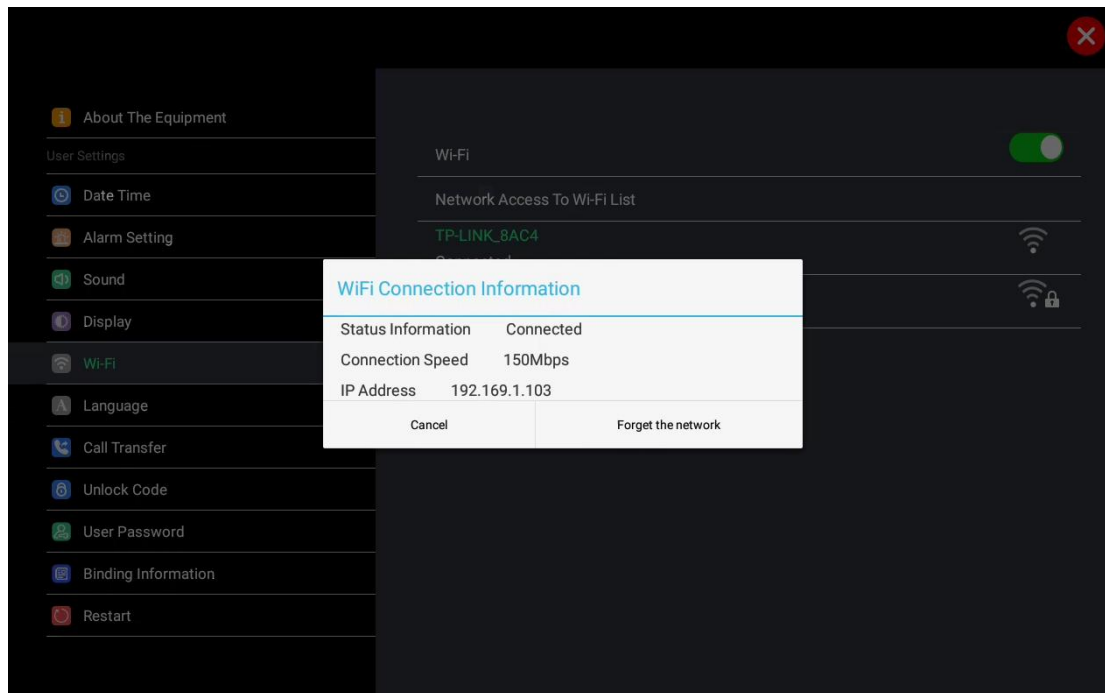 About The Equipment
User Settings
Date Time
Alarm Setting
Sound
Display
Wi-Fi
Language
Call Transfer
Unlock Code
User Password
Binding Information
Restart
Wi-Fi
Network Access To Wi-Fi List
TP-LINK_8AC4
Connected
WiFi Connection Information
Status Information Connected
Connection Speed 150Mbps
IP Address 192.169.1.103
Cancel Forget the network